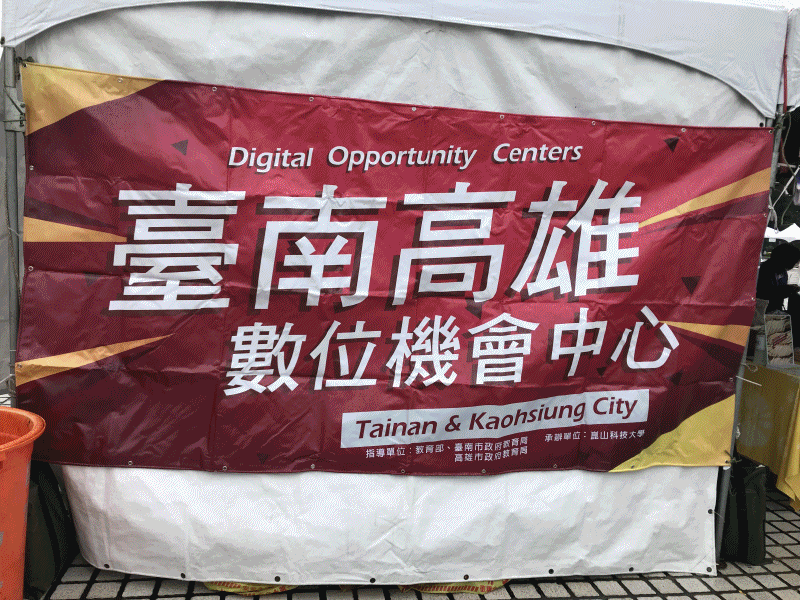 Digital Opportunity Centers
臺南高雄
數位機會中心
Tainan & Kaohsiung City
指導單位：教育部、臺南市政府教育局 承辦單位：崑山科技大學
高雄市政府教育局